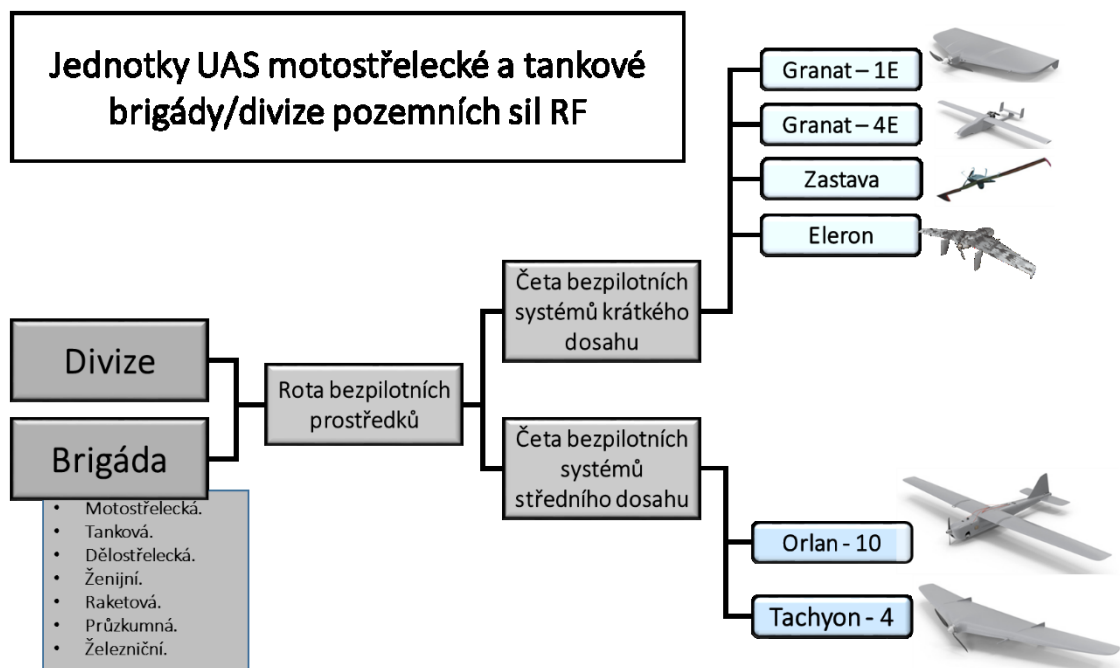 Jednotky UAS motostřelecké a tankové
brigády/divize pozemních sil RF
Divize
Brigáda
• Motostřelecká.
• Tanková.
• Dělostřelecká.
• Ženijní.
• Raketová.
• Průzkumná.
• Železniční.
Rota bezpilotních
prostředků
Četa bezpilotních
systémů krátkého
dosahu
Četa bezpilotních
systémů
středního dosahu
Granat – 1E
Granat – 4E
Zastava
Eleron
Orlan - 10
Tachyon - 4